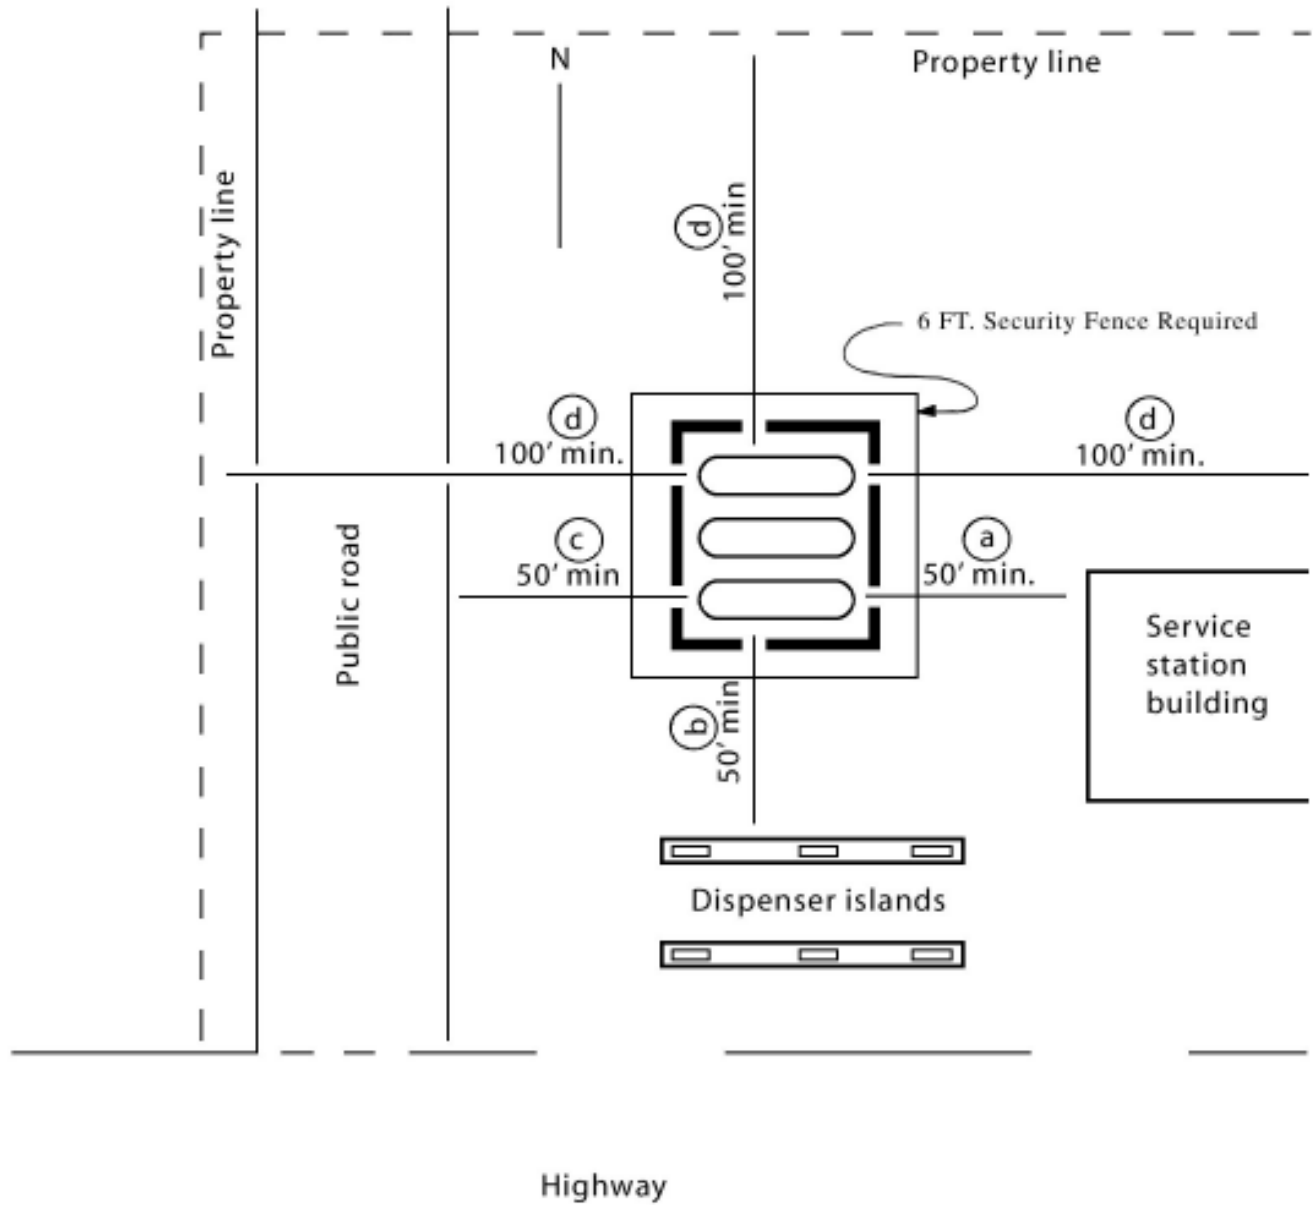 N
Property line
Property line
d
100' min
6 FT. Security Fence Required
d
100' min.
d
100' min.
c
50' min
a
50' min.
Public road
Service
station
building
b
50' min
Dispenser islands
Highway